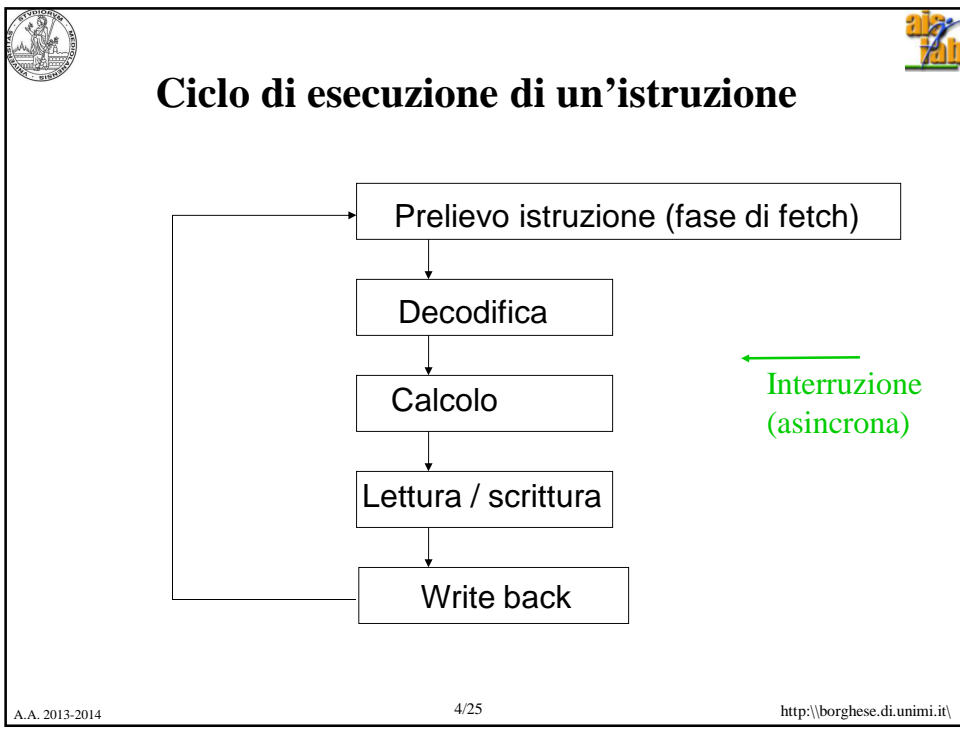 Ciclo di esecuzione di un’istruzione
Prelievo istruzione (fase di fetch)
Decodifica
Calcolo
Interruzione
(asincrona)
Lettura / scrittura
Write back
A.A. 2013-2014
4/25
http:\\borghese.di.unimi.it\